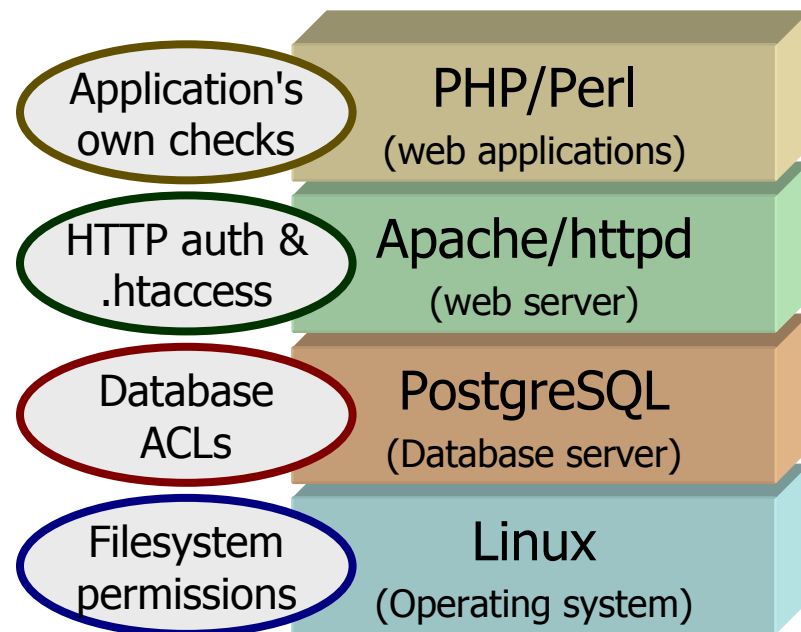 Application's
own checks
PHP/Perl
(web applications)
HTTP auth &
.htaccess
Apache/httpd
(web server)
Database
ACLs
PostgreSQL
(Database server)
Filesystem
permissions
Linux
(Operating system)